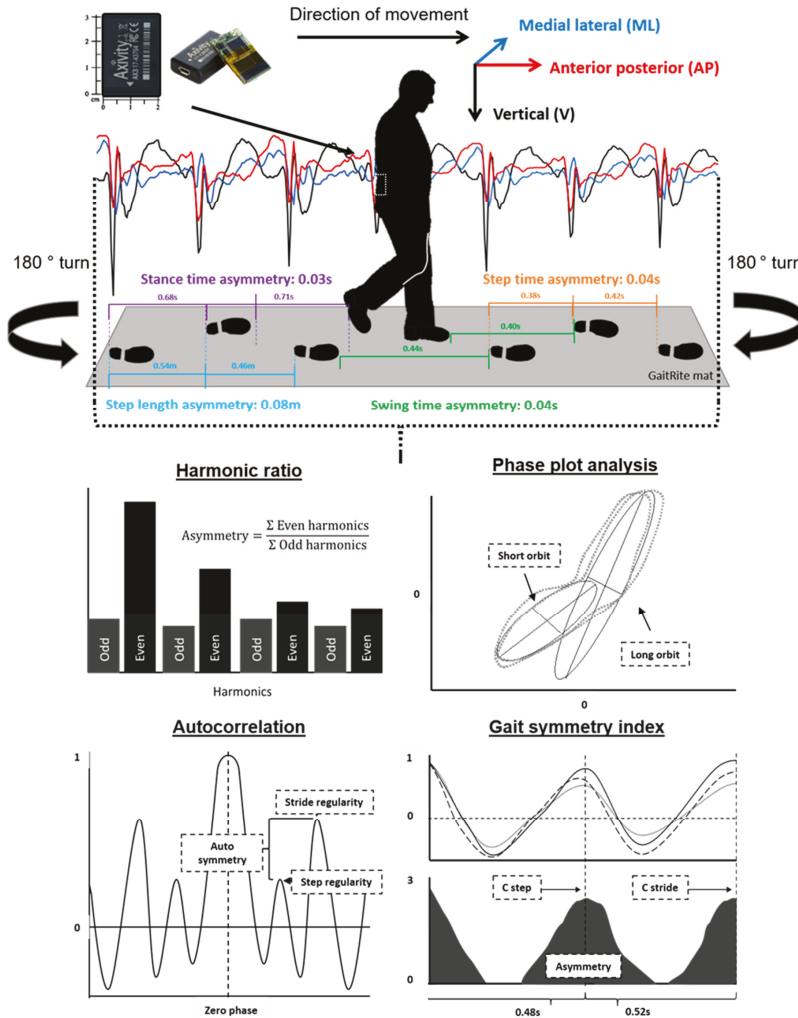 Direction of movement
Medial lateral (ML)
Anterior posterior (AP)
Vertical (V)
3
2
1
0
cm
0
1
2
Axivity
Axivity
180 ° turn
180 ° turn
Stance time asymmetry: 0.03s
0.68s
0.71s
Step time asymmetry: 0.04s
0.38s
0.42s
0.40s
0.44s
0.54m
0.46m
GaitRite mat
Step length asymmetry: 0.08m
Swing time asymmetry: 0.04s
Harmonic ratio
Asymmetry = Σ Even harmonics / Σ Odd harmonics
Odd
Even
Odd
Even
Odd
Even
Odd
Even
Harmonics
Phase plot analysis
Short orbit
0
Long orbit
0
Autocorrelation
1
Stride regularity
Auto symmetry
Step regularity
0
Zero phase
Gait symmetry index
1
0
3
C step
C stride
Asymmetry
0
0.48s
0.52s